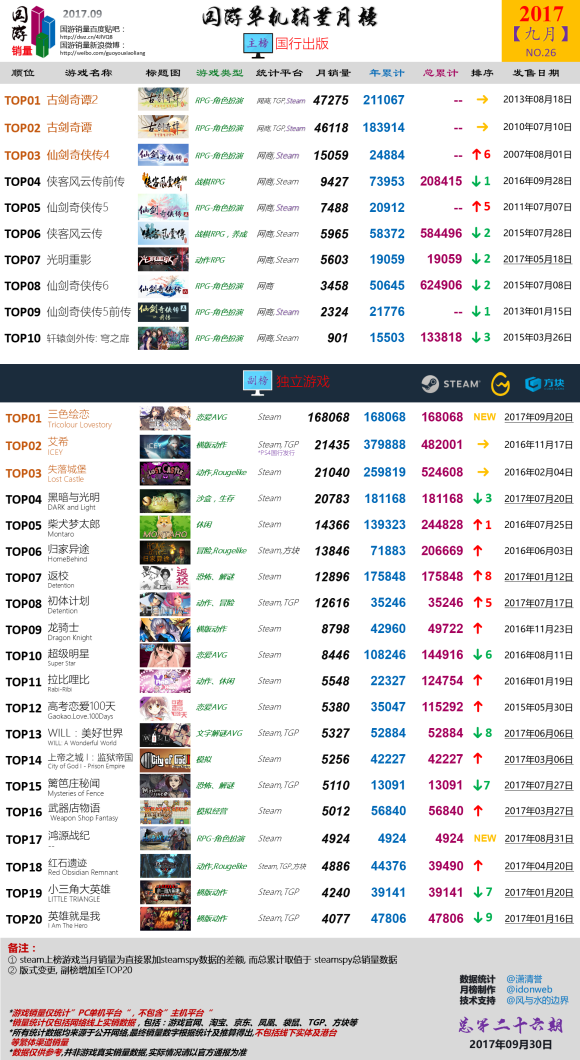 国游销量
2017.09
国游销量百度贴吧：
http://dwz.cn/4IfVQ8
国游销量新浪微博：
http://weibo.com/guoyouxiaoliang
国游单机销量月榜
主榜 国行出版
2017
【九月】
NO.26
顺位 游戏名称 标题图 游戏类型 统计平台 月销量 年累计 总累计 排序 发售日期
TOP01 古剑奇谭2 RPG-角色扮演 网商,TGP,Steam 47275 211067 -- → 2013年08月18日
TOP02 古剑奇谭 RPG-角色扮演 网商,TGP,Steam 46118 183914 -- → 2010年07月10日
TOP03 仙剑奇侠传4 RPG-角色扮演 网商,Steam 15059 24884 -- ↑6 2007年08月01日
TOP04 侠客风云传前传 战棋RPG 网商,Steam 9427 73953 208415 ↓1 2016年09月28日
TOP05 仙剑奇侠传5 RPG-角色扮演 网商,Steam 7488 20912 -- ↑5 2011年07月07日
TOP06 侠客风云传 战棋RPG，养成 网商,Steam 5965 58372 584496 ↓2 2015年07月28日
TOP07 光明重影 动作RPG 网商,Steam 5603 19059 19059 ↓2 2017年05月18日
TOP08 仙剑奇侠传6 RPG-角色扮演 网商 3458 50645 624906 ↓2 2015年07月08日
TOP09 仙剑奇侠传5前传 RPG-角色扮演 网商,Steam 2324 21776 -- ↓1 2013年01月15日
TOP10 轩辕剑外传: 穹之扉 RPG-角色扮演 网商,Steam 901 15503 133818 ↓3 2015年03月26日
副榜 独立游戏 STEAM 方块
TOP01 三色绘恋 恋爱AVG Steam 168068 168068 168068 NEW 2017年09月20日
Tricolour Lovestory
TOP02 艾希 横版动作 Steam,TGP 21435 379888 482001 → 2016年11月17日
ICEY *PS4国行发行
TOP03 失落城堡 动作,Rougelike Steam 21040 259819 524608 → 2016年02月04日
Lost Castle
TOP04 黑暗与光明 沙盒，生存 Steam 20783 181168 181168 ↓3 2017年07月20日
DARK and Light
TOP05 柴犬梦太郎 休闲 Steam 14366 139323 244828 ↑1 2016年07月25日
Montaro
TOP06 归家异途 冒险,Rougelike Steam,方块 13846 71883 206669 ↑ 2016年06月03日
HomeBehind
TOP07 返校 恐怖、解谜 Steam 12896 175848 175848 ↑8 2017年01月12日
Detention
TOP08 初体计划 动作、冒险 Steam,TGP 12616 35246 35246 ↑5 2017年07月17日
Detention
TOP09 龙骑士 横版动作 Steam 8798 42960 49722 ↑ 2016年11月23日
Dragon Knight
TOP10 超级明星 恋爱AVG Steam 8446 108246 144916 ↓6 2016年08月11日
Super Star
TOP11 拉比哩比 动作、休闲 Steam 5548 22327 124754 ↑ 2016年01月19日
Rabi-Ribi
TOP12 高考恋爱100天 恋爱AVG Steam 5380 35047 115292 ↑ 2015年05月30日
Gaokao.Love.100Days
TOP13 WILL：美好世界 文字解谜AVG Steam,TGP 5327 52884 52884 ↓8 2017年06月06日
WILL: A Wonderful World
TOP14 上帝之城 I：监狱帝国 模拟 Steam 5256 42227 42227 ↑ 2017年03月06日
City of God I - Prison Empire
TOP15 篱笆庄秘闻 恐怖、解谜 Steam,TGP 5110 13091 13091 ↓7 2017年07月27日
Mysteries of Fence
TOP16 武器店物语 模拟经营 Steam 5012 56840 56840 ↑ 2017年03月27日
Weapon Shop Fantasy
TOP17 鸿源战纪 RPG-角色扮演 Steam 4924 4924 4924 NEW 2017年08月31日
--
TOP18 红石遗迹 动作,Rougelike Steam,TGP,方块 4886 44376 39490 ↑ 2017年04月20日
Red Obsidian Remnant
TOP19 小三角大英雄 横版动作 Steam,TGP 4240 39141 39141 ↓7 2017年01月20日
LITTLE TRIANGLE
TOP20 英雄就是我 横版动作 Steam,TGP 4077 47806 47806 ↓9 2017年01月16日
I Am The Hero
备注：
① steam上榜游戏当月销量为直接累加steamspy数据的差额, 而总累计取值于 steamspy总销量数据
② 版式变更, 副榜增加至TOP20
*游戏销量仅统计“PC单机平台”，不包含“主机平台”
*销量统计仅包括网络线上实销数据，包括：游戏官网、淘宝、京东、凤凰、袋鼠、TGP、方块等
*所有统计数据均来源于公开网络,最终销量数字根据统计及推算得出,不包括线下实体及港台
等繁体渠道销量
*数据仅供参考,并非游戏真实销量数据,实际情况请以官方通报为准
数据统计 @潇清誉
月榜制作 @idonweb
技术支持 @风与水的边界
总第二十六期
2017年09月30日